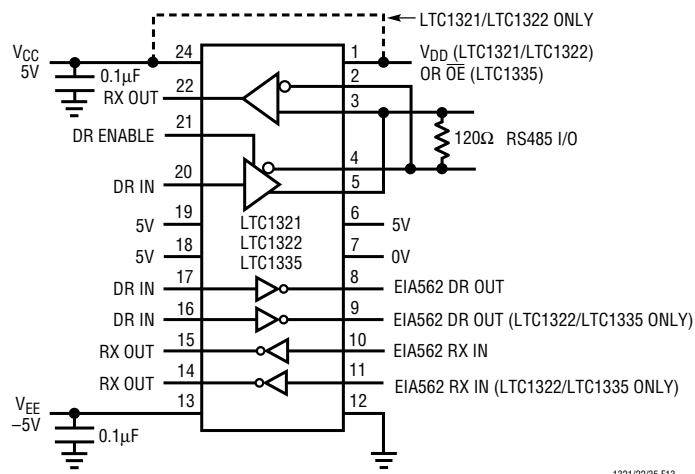 LTC1321/LTC1322 ONLY
VCC
5V
0.1µF
24
1
VDD (LTC1321/LTC1322)
OR OE (LTC1335)
RX OUT
22
2
3
DR ENABLE
21
120Ω RS485 I/O
4
DR IN
20
5
5V
19
6
5V
LTC1321
LTC1322
LTC1335
5V
18
7
0V
DR IN
17
8
EIA562 DR OUT
DR IN
16
9
EIA562 DR OUT (LTC1322/LTC1335 ONLY)
RX OUT
15
10
EIA562 RX IN
RX OUT
14
11
EIA562 RX IN (LTC1322/LTC1335 ONLY)
VEE
–5V
13
12
0.1µF
1321/22/35 F13